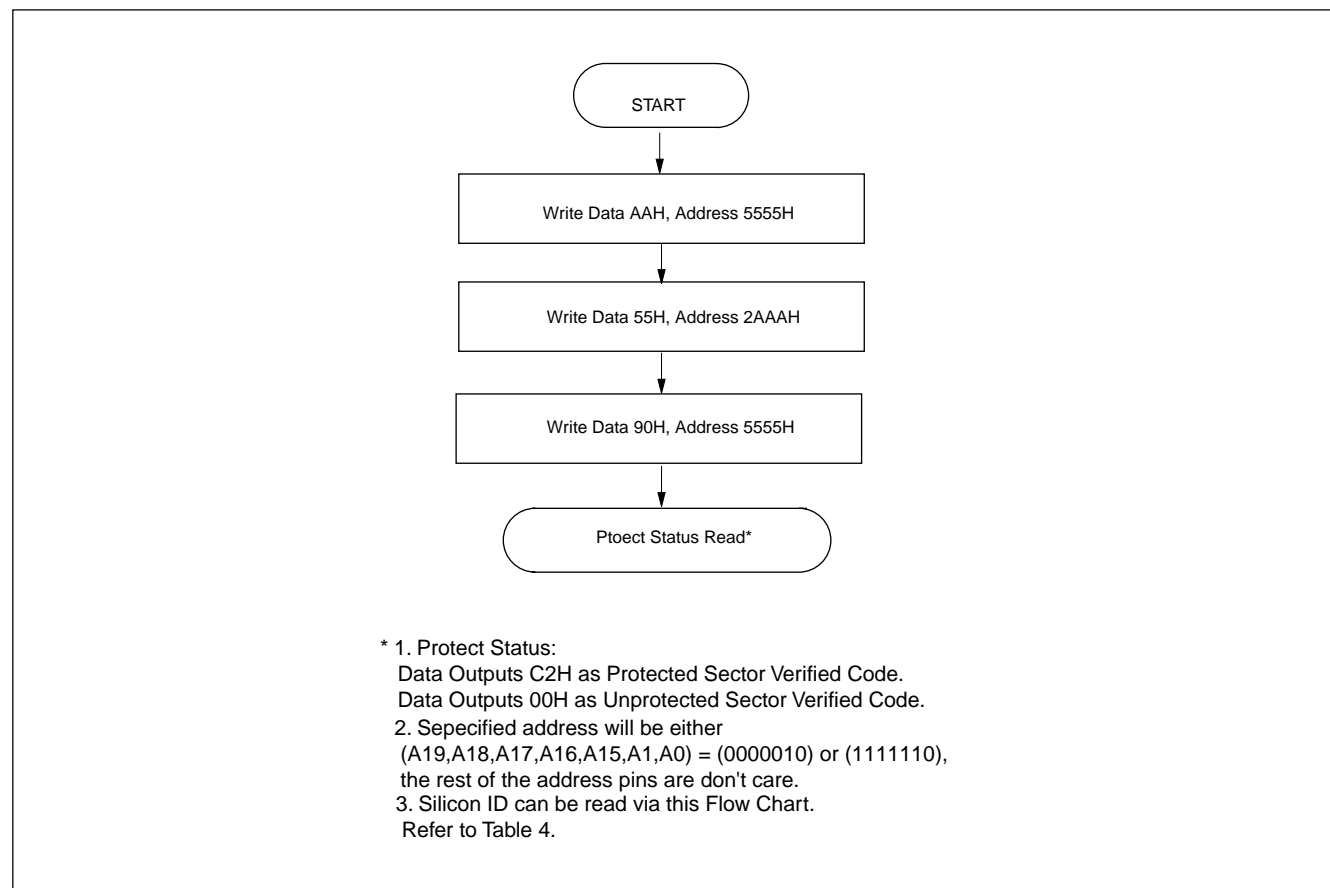 START
Write Data AAH, Address 5555H
Write Data 55H, Address 2AAAH
Write Data 90H, Address 5555H
Ptoect Status Read*
* 1. Protect Status:
Data Outputs C2H as Protected Sector Verified Code.
Data Outputs 00H as Unprotected Sector Verified Code.
2. Sepecified address will be either
(A19,A18,A17,A16,A15,A1,A0) = (0000010) or (1111110),
the rest of the address pins are don't care.
3. Silicon ID can be read via this Flow Chart.
Refer to Table 4.